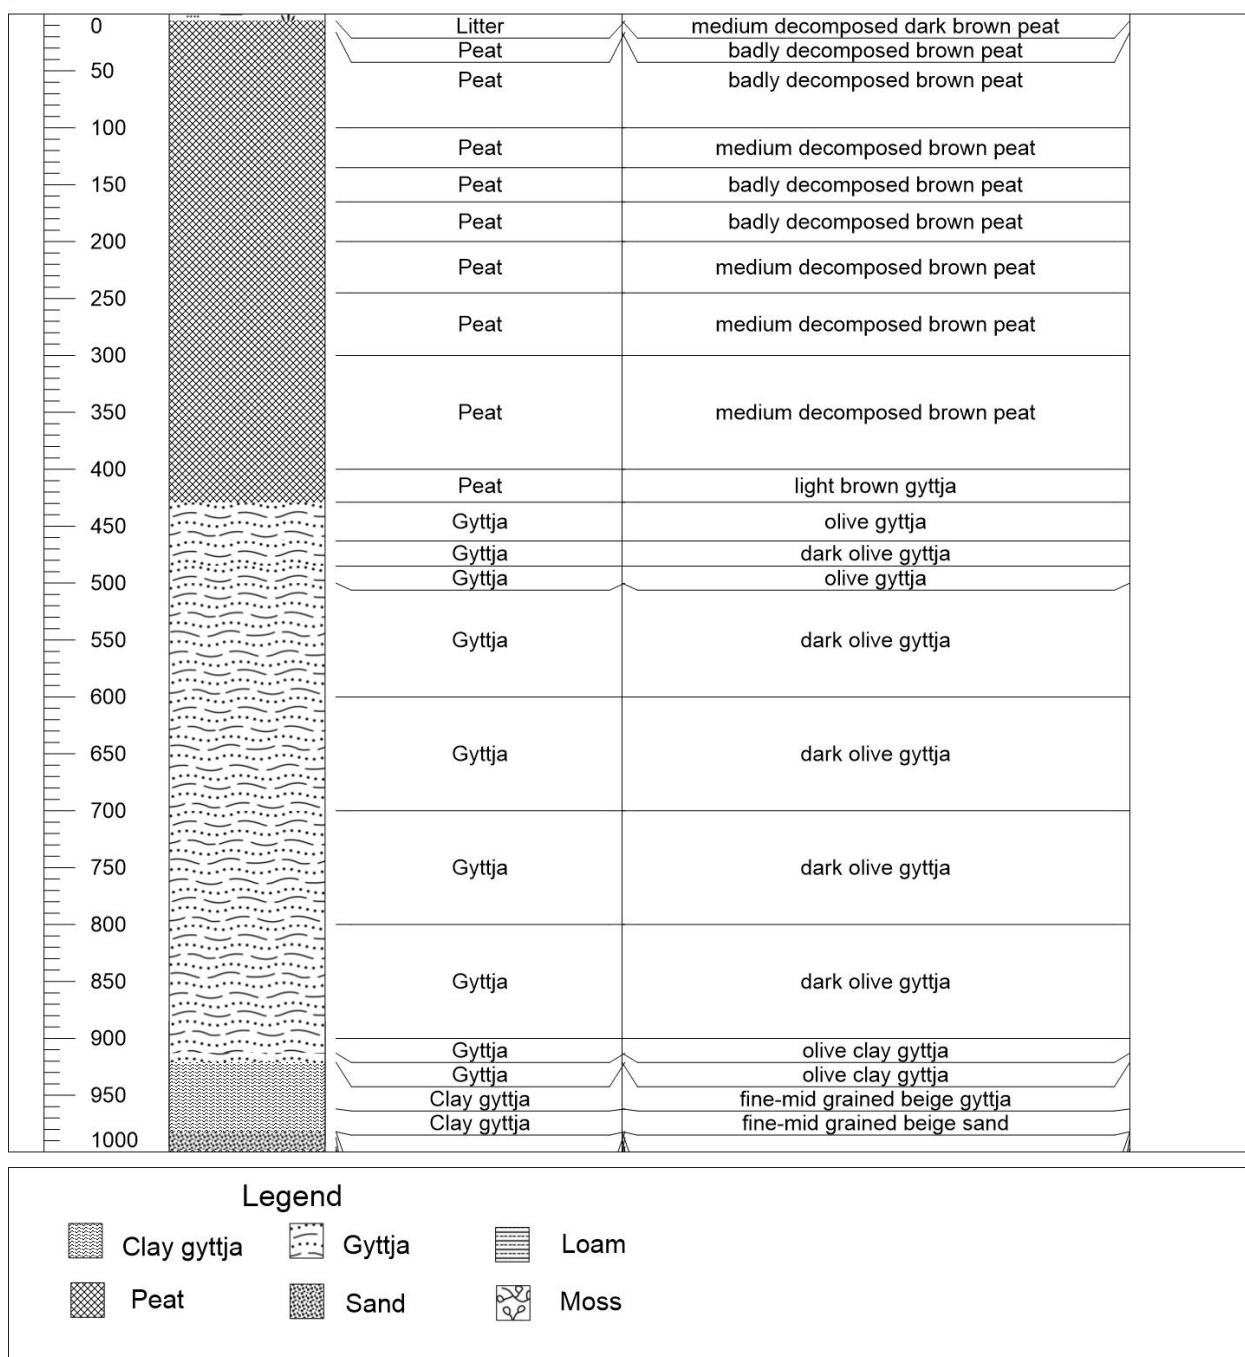 0 Litter medium decomposed dark brown peat
Peat badly decomposed brown peat
50 Peat badly decomposed brown peat
100
Peat medium decomposed brown peat
150 Peat badly decomposed brown peat
Peat badly decomposed brown peat
200
Peat medium decomposed brown peat
250
Peat medium decomposed brown peat
300
350 Peat medium decomposed brown peat
400
Peat light brown gyttja
450 Gyttja olive gyttja
Gyttja dark olive gyttja
500 Gyttja olive gyttja
550 Gyttja dark olive gyttja
600
650 Gyttja dark olive gyttja
700
750 Gyttja dark olive gyttja
800
850 Gyttja dark olive gyttja
900
Gyttja olive clay gyttja
Gyttja olive clay gyttja
950 Clay gyttja fine-mid grained beige gyttja
Clay gyttja fine-mid grained beige sand
1000
Legend
Clay gyttja Gyttja Loam
Peat Sand Moss